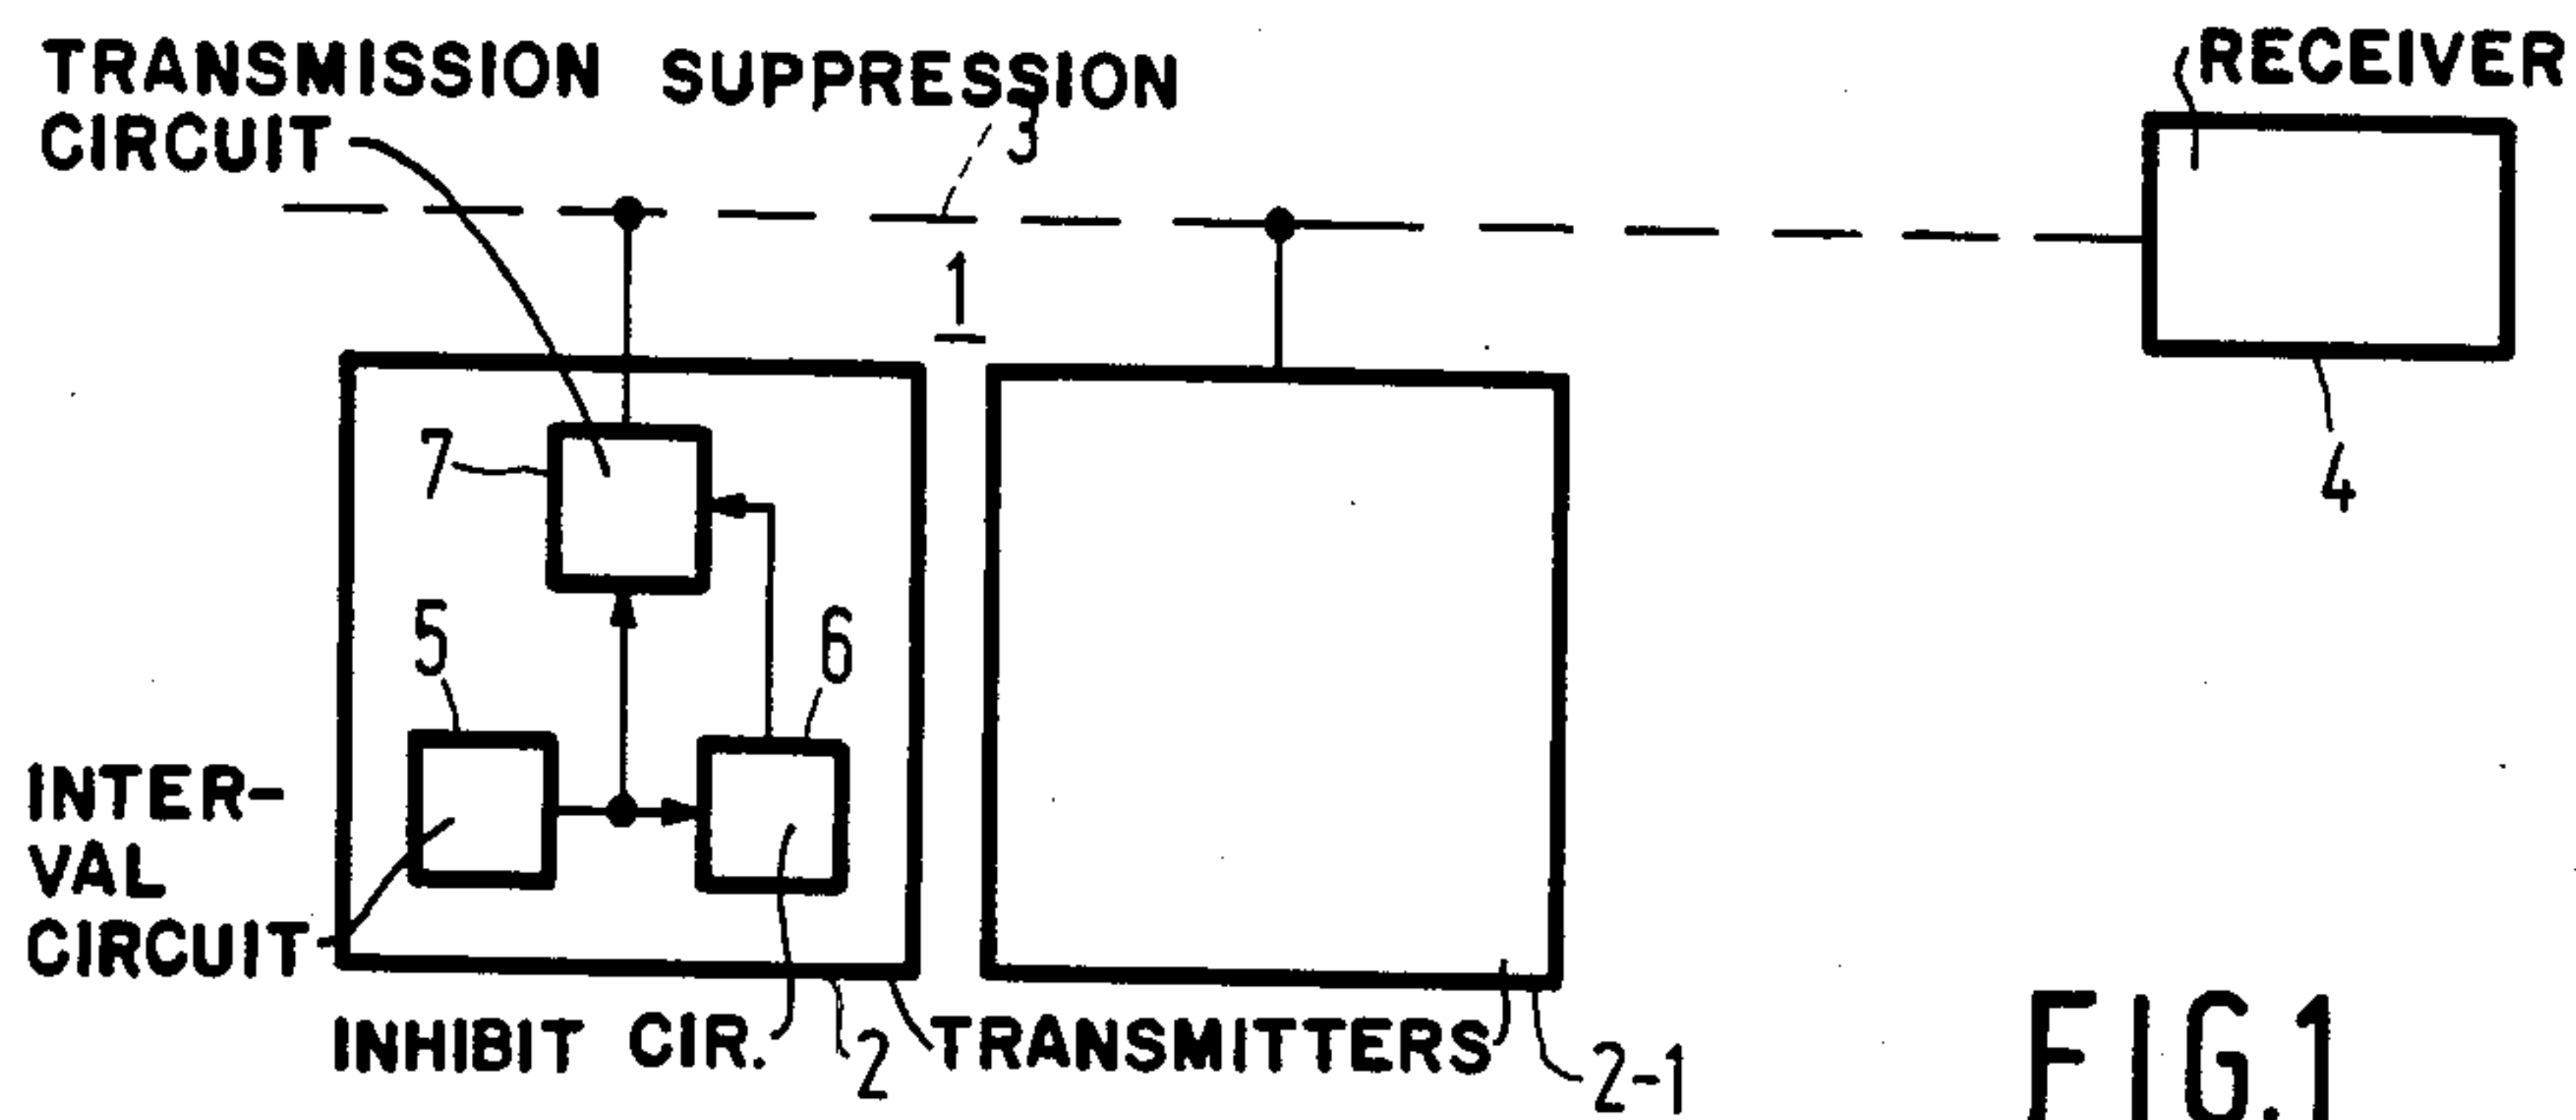 TRANSMISSION SUPPRESSION
CIRCUIT
RECEIVER
3
1
4
7
5
6
INTER-
VAL
CIRCUIT
INHIBIT CIR.
2
TRANSMITTERS
2-1
FIG.1